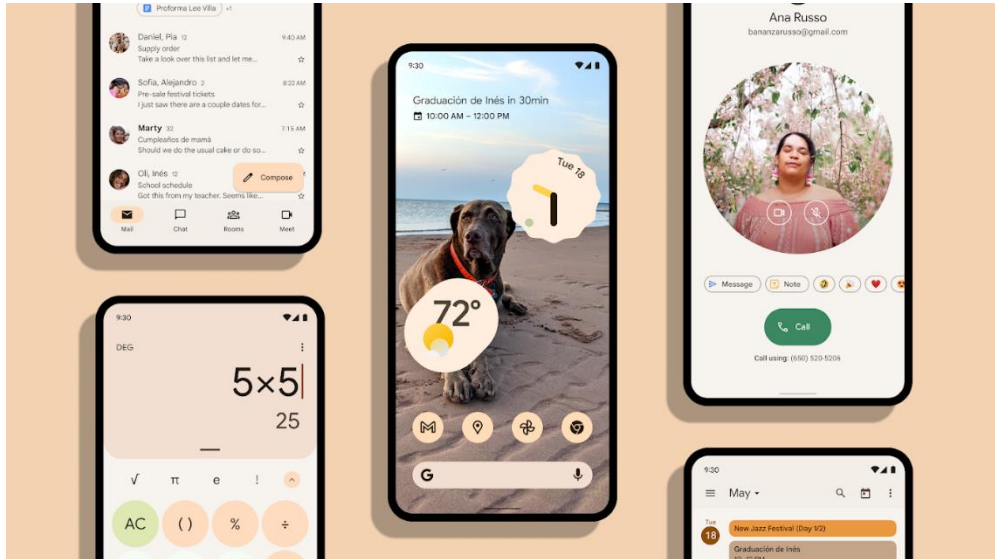 Proforma Lee Villa
+1
Daniel, Pia 12
9:40 AM
Supply order
Take a look over this list and let me...
Sofia, Alejandro 2
8:22 AM
Pre-sale festival tickets
I just saw there are a couple dates for...
Marty 32
7:15 AM
Cumpleaños de mamá
Should we do the usual cake or do so...
Oli, Inés 12
School schedule
Got this from my teacher. Seems like...
Compose
Mail
Chat
Rooms
Meet
9:30
DEG
5×5
25
√ π e !
AC ( ) % ÷
9:30
Graduación de Inés in 30min
10:00 AM – 12:00 PM
Tue 18
72°
G
Ana Russo
bananzarusso@gmail.com
Message
Note
Call
Call using: (650) 520-5206
9:30
May
Tue
18
New Jazz Festival (Day 1/2)
Graduación de Inés